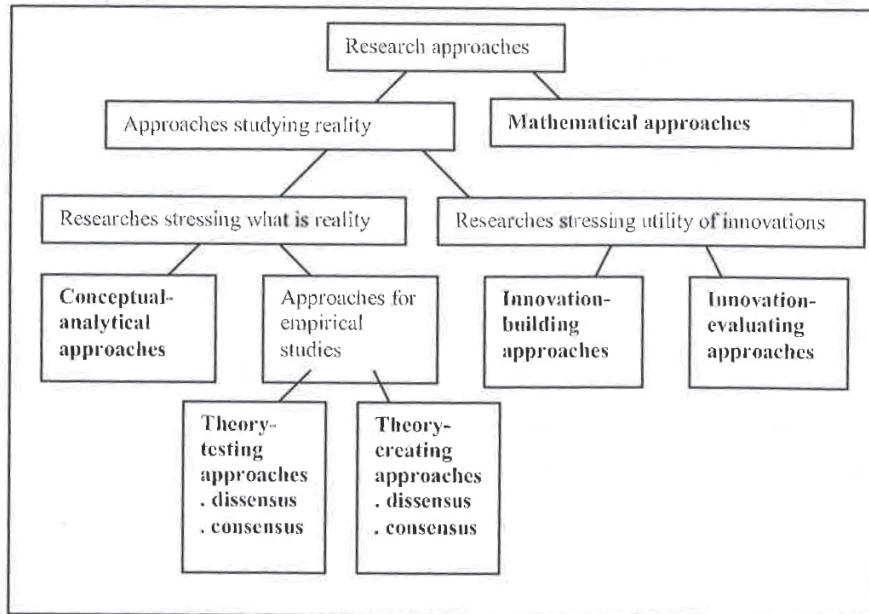 Research approaches
Approaches studying reality
Mathematical approaches
Researches stressing what is reality
Researches stressing utility of innovations
Conceptual-
analytical
approaches
Approaches for
empirical
studies
Innovation-
building
approaches
Innovation-
evaluating
approaches
Theory-
testing
approaches
. dissensus
. consensus
Theory-
creating
approaches
. dissensus
. consensus